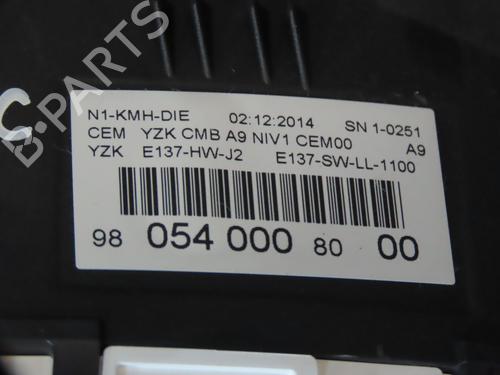 B-PARTS
C
N1-KMH-DIE 02:12:2014 SN 1-0251
CEM YZK CMB A9 NIV1 CEM00 A9
YZK E137-HW-J2 E137-SW-LL-1100
98 054 000 80 00